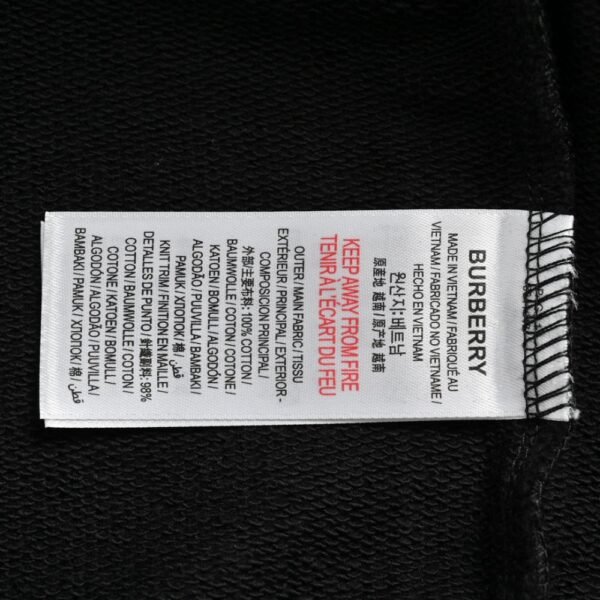 BURBERRY
MADE IN VIETNAM / FABRIQUÉ AU
VIETNAM / FABRICADO NO VIETNAME /
HECHO EN VIETNAM
원산지: 베트남
原産地 越南 / 原产地 越南
KEEP AWAY FROM FIRE
TENIR À L'ÉCART DU FEU
OUTER / MAIN FABRIC / TISSU
EXTÉRIEUR / PRINCIPAL / EXTERIOR -
COMPOSICION PRINCIPAL /
外部/主要布料: 100% COTTON /
BAUMWOLLE / COTON / COTONE /
KATOEN / BOMULL / ALGODÓN /
ALGODÃO / PUUVILLA / BAMBAKI /
PAMUK / ХЛОПОК / 棉 / قطن
KNIT TRIM / FINITION EN MAILLE /
DETALLES DE PUNTO / 針織副料: 98%
COTTON / BAUMWOLLE / COTON /
COTONE / KATOEN / BOMULL /
ALGODÓN / ALGODÃO / PUUVILLA /
BAMBAKI / PAMUK / ХЛОПОК / 棉 / قطن